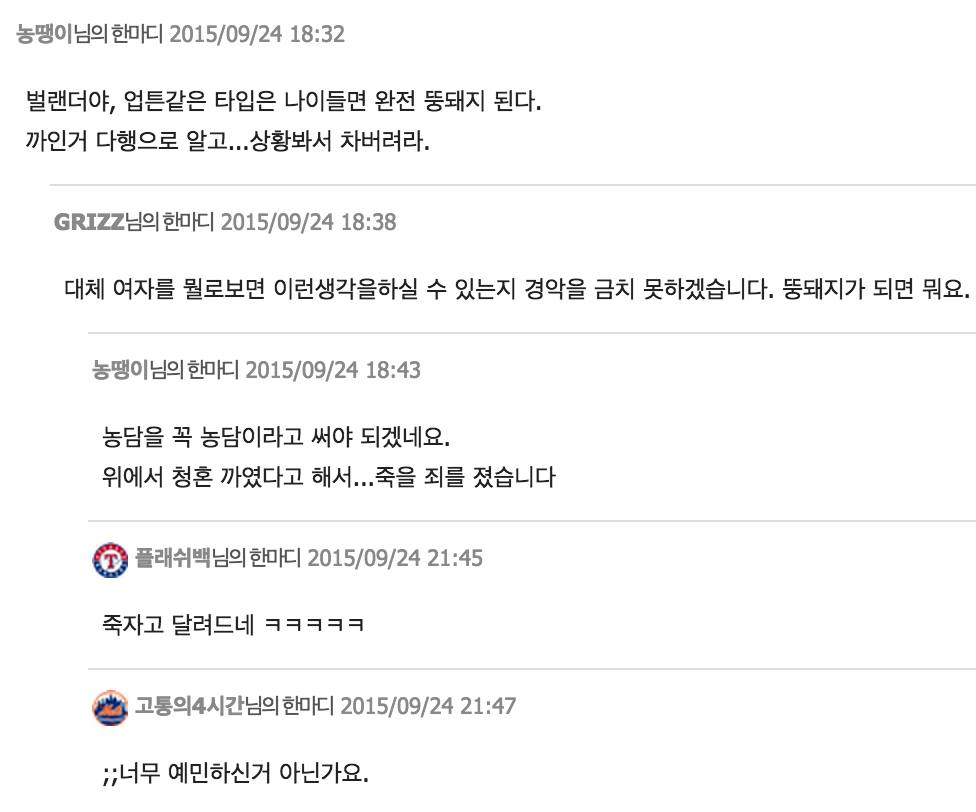 농땡이님의 한마디 2015/09/24 18:32
벌랜더야, 업튼같은 타입은 나이들면 완전 뚱돼지 된다.
까인거 다행으로 알고...상황봐서 차버려라.
GRIZZ님의 한마디 2015/09/24 18:38
대체 여자를 뭘로보면 이런생각을하실 수 있는지 경악을 금치 못하겠습니다. 뚱돼지가 되면 뭐요.
농땡이님의 한마디 2015/09/24 18:43
농담을 꼭 농담이라고 써야 되겠네요.
위에서 청혼 까였다고 해서...죽을 죄를 졌습니다
T 플래쉬백님의 한마디 2015/09/24 21:45
죽자고 달려드네 ㅋㅋㅋㅋㅋ
고통의4시간님의 한마디 2015/09/24 21:47
;;너무 예민하신거 아닌가요.